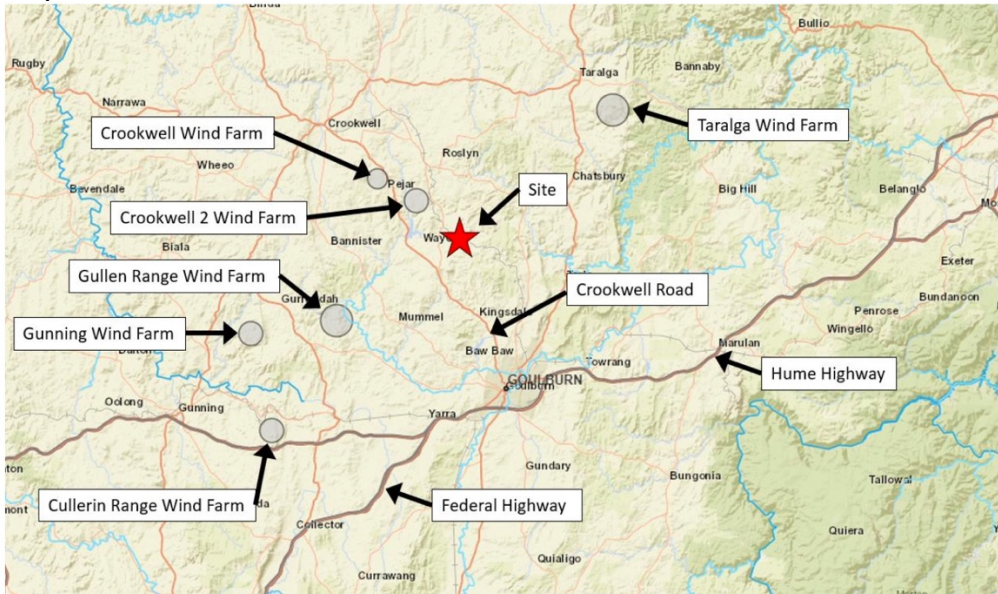 Binda
Bullio
Rugby
Taralga
Bannaby
Narrawa
Crookwell
Taralga Wind Farm
Crookwell Wind Farm
Roslyn
Wheeo
Pejar
Chatsbury
Site
Bevendale
Big Hill
Belanglo
Crookwell 2 Wind Farm
Bannister
Biala
Exeter
Gullen Range Wind Farm
Crookwell Road
Bundanoon
Penrose
Mummel
Gunning Wind Farm
Wingello
Marulan
Baw Baw
Towrang
Hume Highway
GOULBURN
Goulburn
Oolong
Gunning
Yarra
Gundary
Bungonia
Tallowal
Cullerin Range Wind Farm
Federal Highway
Collector
Quiera
Quialigo
Currawang